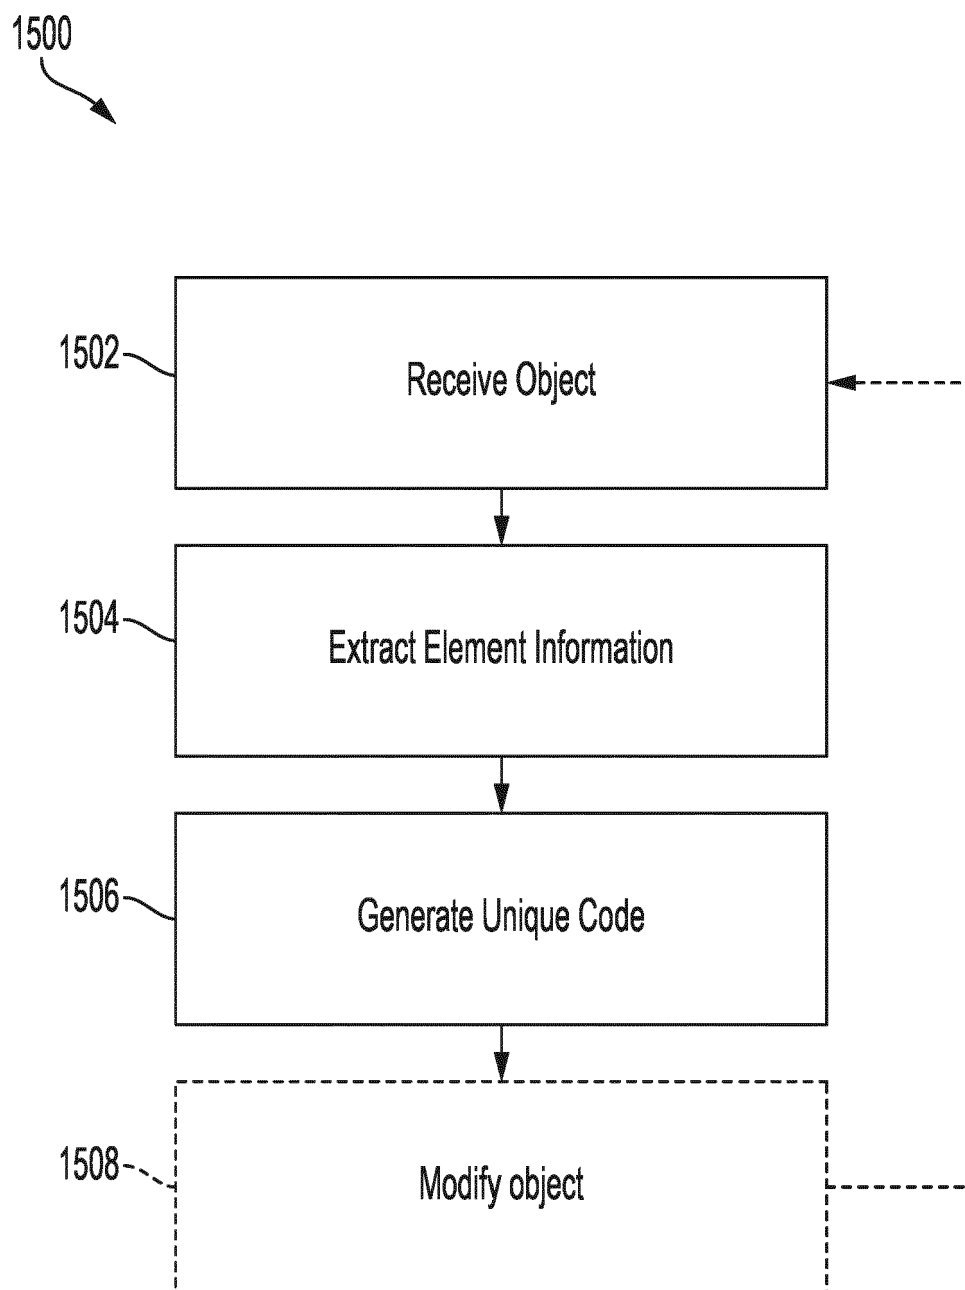 1500
1502
Receive Object
1504
Extract Element Information
1506
Generate Unique Code
1508
Modify object